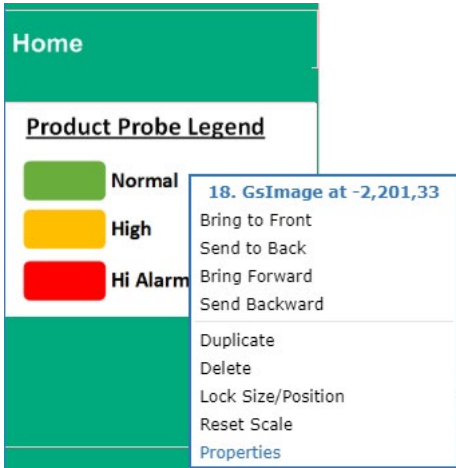 Home
Product Probe Legend
Normal
High
Hi Alarm
18. GsImage at -2,201,33
Bring to Front
Send to Back
Bring Forward
Send Backward
Duplicate
Delete
Lock Size/Position
Reset Scale
Properties